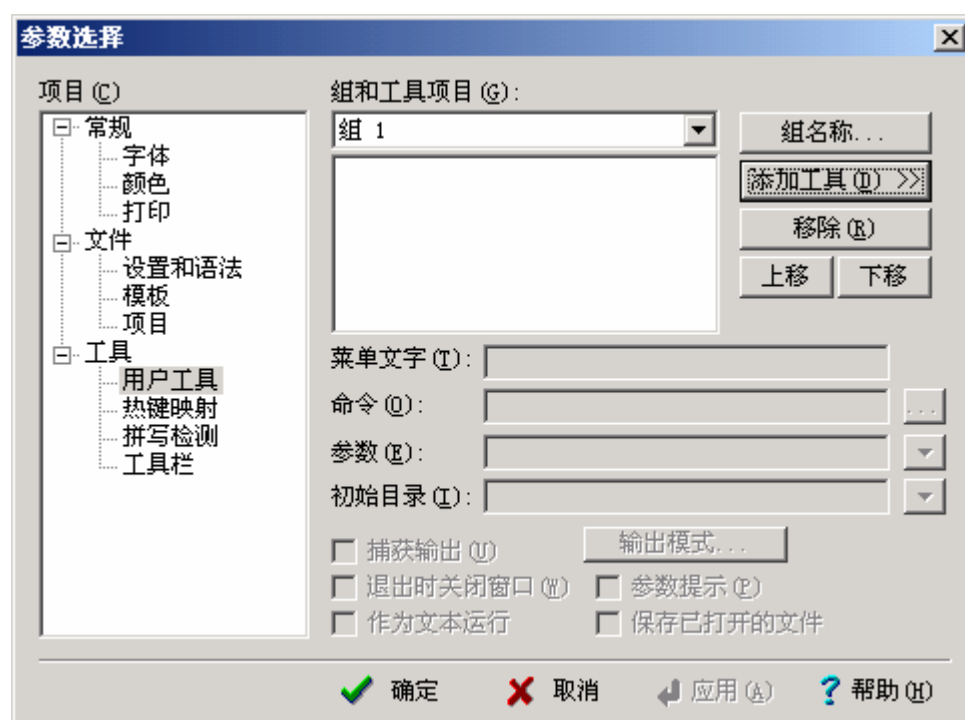 参数选择
项目(C)
常规
字体
颜色
打印
文件
设置和语法
模板
项目
工具
用户工具
热键映射
拼写检测
工具栏
组和工具项目(G):
组 1
组名称...
添加工具(D) >>
移除(R)
上移 下移
菜单文字(T):
命令(O):
...
参数(E):
初始目录(I):
捕获输出(U) 输出模式...
退出时关闭窗口(W) 参数提示(P)
作为文本运行 保存已打开的文件
确定 取消 应用(A) 帮助(H)